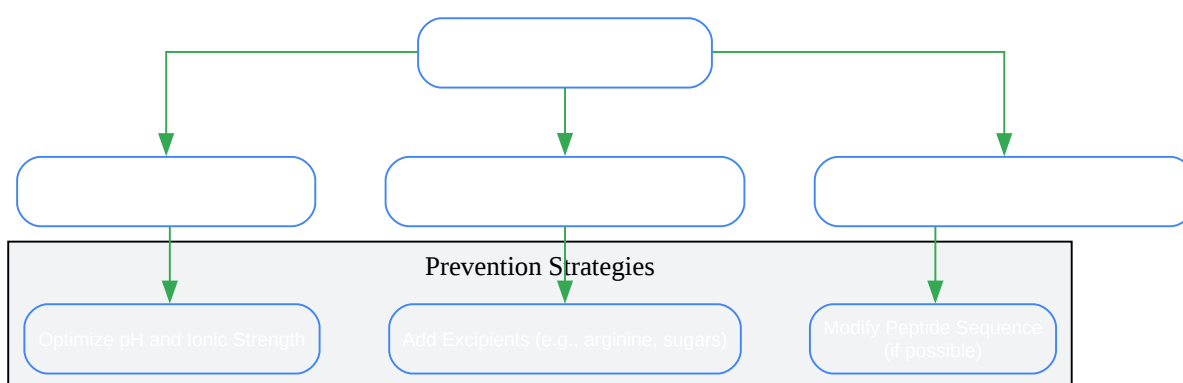 Prevention Strategies
Optimize pH and Ionic Strength
Add Excipients (e.g., arginine, sugars)
Modify Peptide Sequence
(if possible)